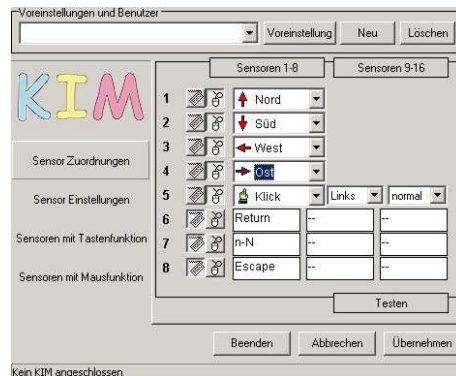 Voreinstellungen und Benutzer
Voreinstellung Neu Löschen
KIM
Sensor Zuordnungen
Sensor Einstellungen
Sensoren mit Tastenfunktion
Sensoren mit Mausfunktion
Sensoren 1-8 Sensoren 9-16
1 Nord
2 Süd
3 West
4 Ost
5 Klick Links normal
6 Return -- --
7 n-N -- --
8 Escape -- --
Testen
Beenden Abbrechen Übernehmen
Kein KIM angeschlossen